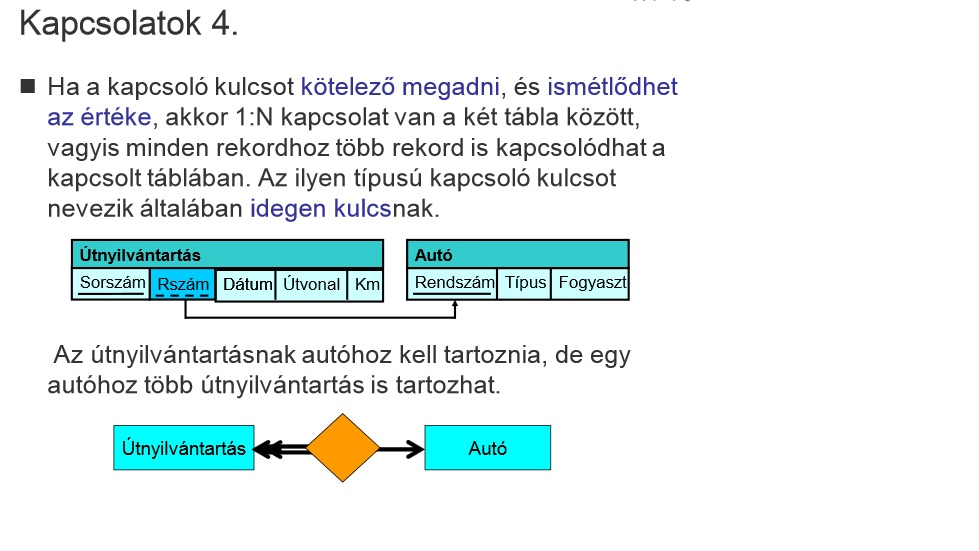 Kapcsolatok 4.
Ha a kapcsoló kulcsot kötelező megadni, és ismétlődhet
az értéke, akkor 1:N kapcsolat van a két tábla között,
vagyis minden rekordhoz több rekord is kapcsolódhat a
kapcsolt táblában. Az ilyen típusú kapcsoló kulcsot
nevezik általában idegen kulcsnak.
Útnyilvántartás Autó
Sorszám Rszám Dátum Útvonal Km Rendszám Típus Fogyaszt
Az útnyilvántartásnak autóhoz kell tartoznia, de egy
autóhoz több útnyilvántartás is tartozhat.
Útnyilvántartás Autó